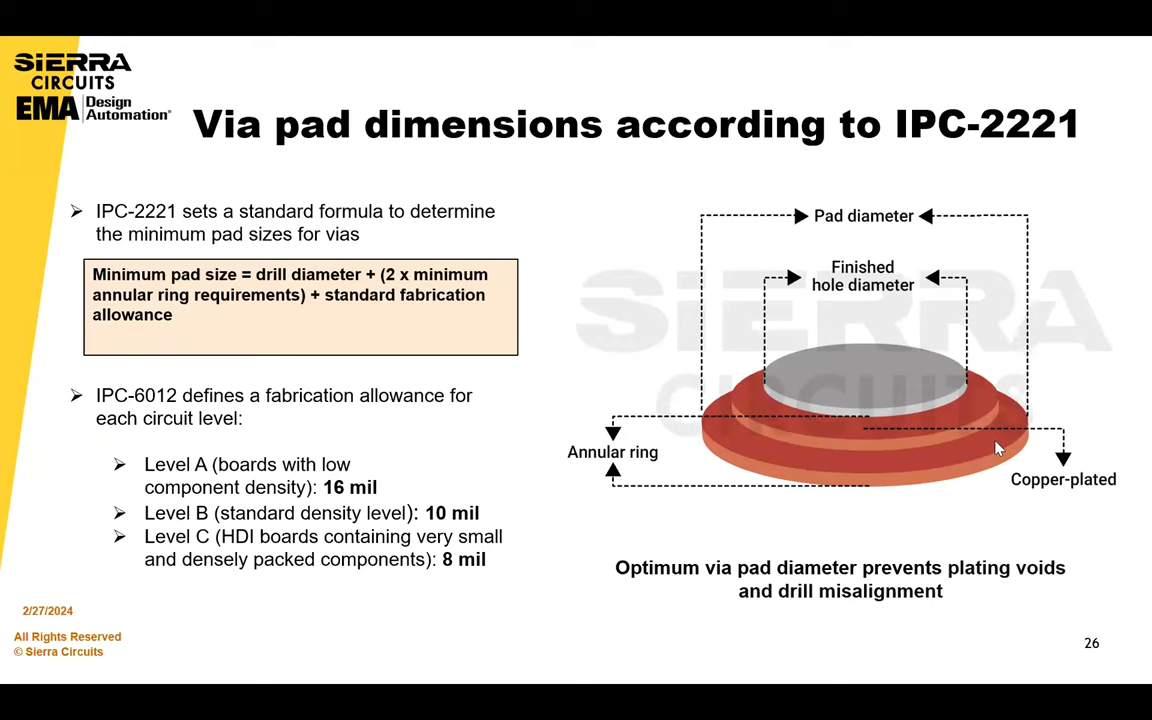 SiERRA
CIRCUITS
EMA Design
Automation®
Via pad dimensions according to IPC-2221
IPC-2221 sets a standard formula to determine
the minimum pad sizes for vias
Minimum pad size = drill diameter + (2 x minimum
annular ring requirements) + standard fabrication
allowance
IPC-6012 defines a fabrication allowance for
each circuit level:
Level A (boards with low
component density): 16 mil
Level B (standard density level): 10 mil
Level C (HDI boards containing very small
and densely packed components): 8 mil
SiERRA
CIRCUITS
Pad diameter
Finished
hole diameter
Annular ring
Copper-plated
Optimum via pad diameter prevents plating voids
and drill misalignment
2/27/2024
All Rights Reserved
© Sierra Circuits
26